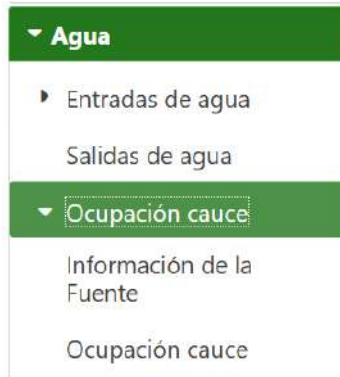 Agua
Entradas de agua
Salidas de agua
Ocupación cauce
Información de la
Fuente
Ocupación cauce